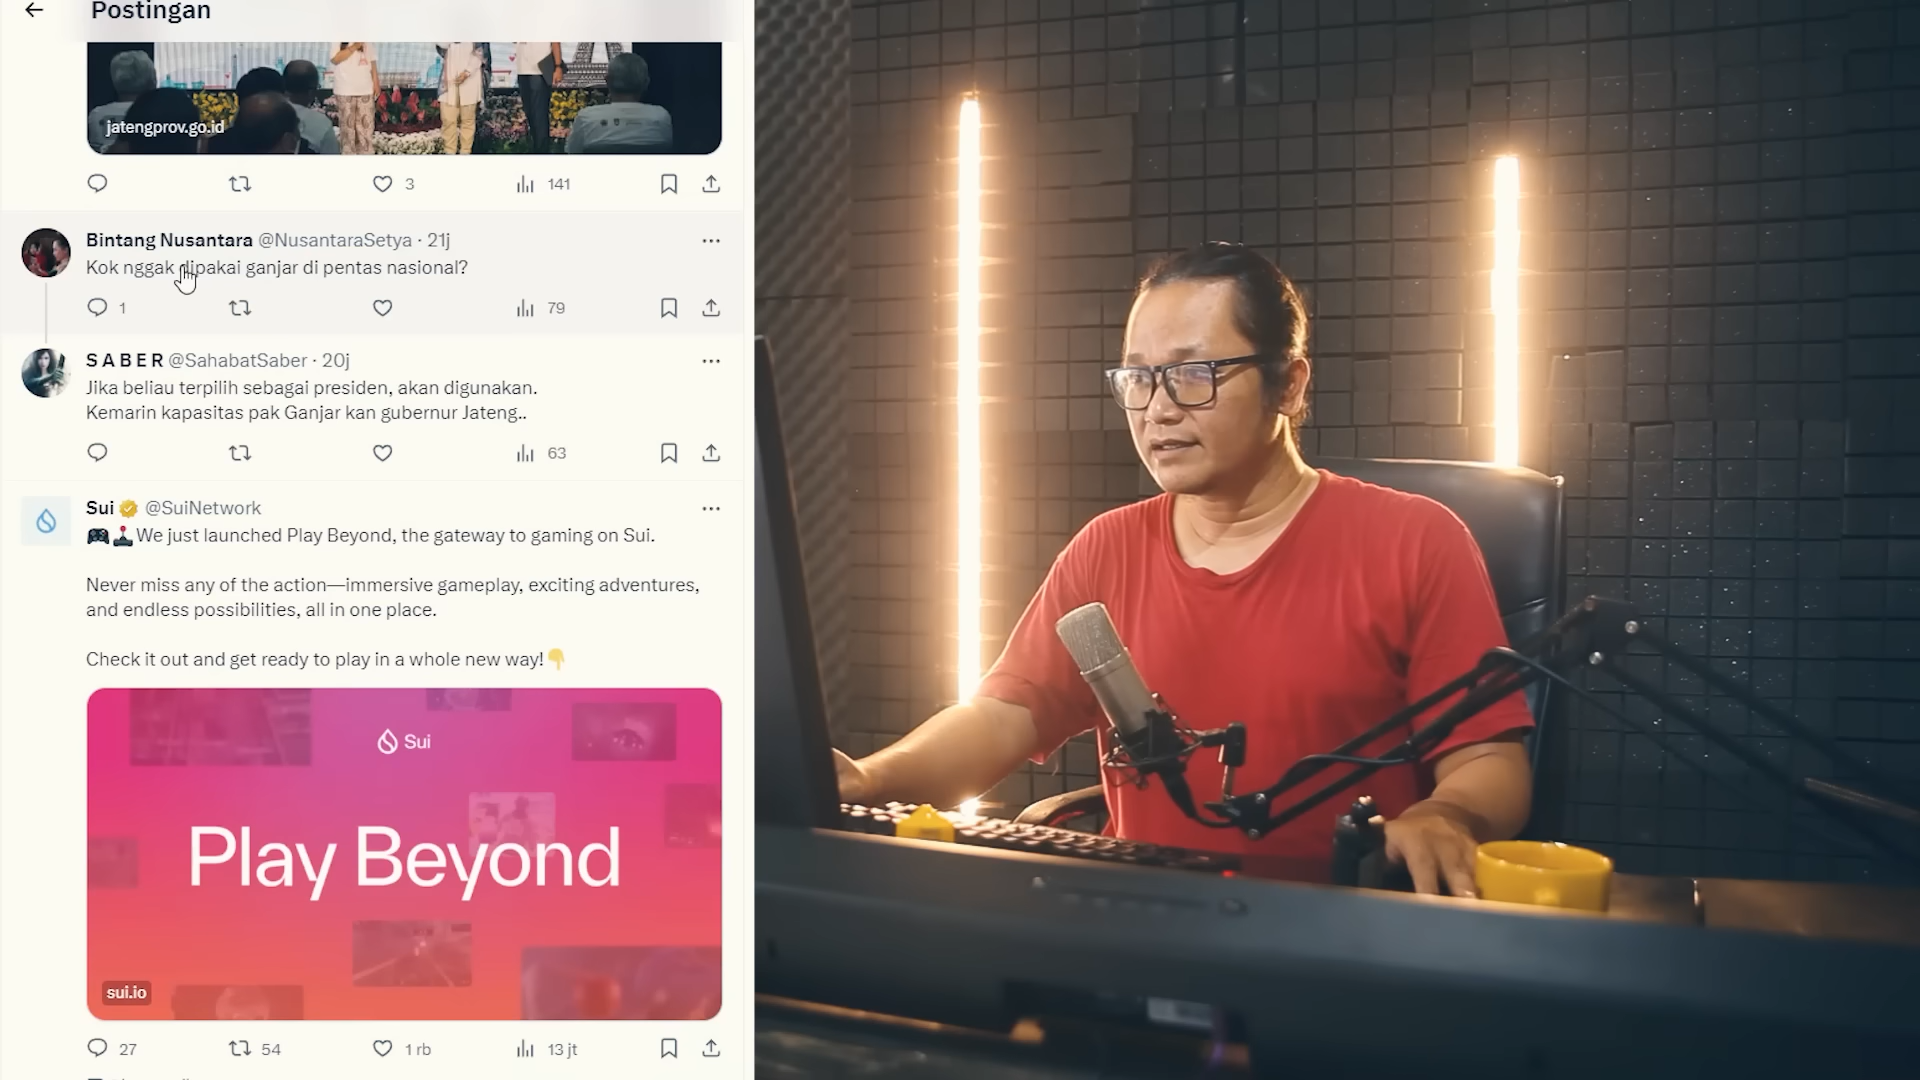 Postingan
jatengprov.go.id
3
141
Bintang Nusantara @NusantaraSetya · 21j
Kok nggak dipakai ganjar di pentas nasional?
1
79
S A B E R @SahabatSaber · 20j
Jika beliau terpilih sebagai presiden, akan digunakan.
Kemarin kapasitas pak Ganjar kan gubernur Jateng..
63
Sui @SuiNetwork
🎮🕹️We just launched Play Beyond, the gateway to gaming on Sui.
Never miss any of the action—immersive gameplay, exciting adventures,
and endless possibilities, all in one place.
Check it out and get ready to play in a whole new way!👇
Sui
Play Beyond
sui.io
27
54
1 rb
13 jt